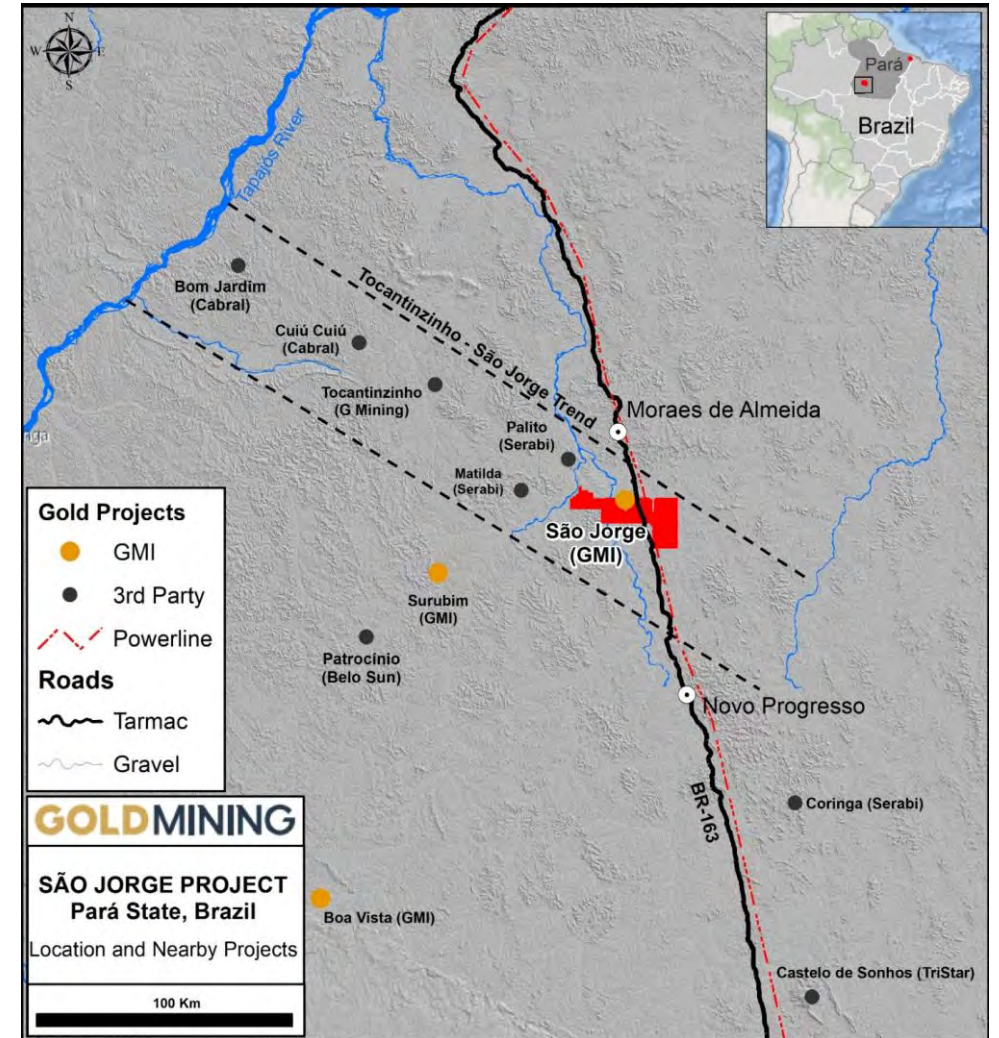 N
W
E
S
Pará
Brazil
Tapajós River
Bom Jardim
(Cabral)
Cuiú Cuiú
(Cabral)
Tocantinzinho - São Jorge Trend
Tocantinzinho
(G Mining)
Moraes de Almeida
Palito
(Serabi)
Matilda
(Serabi)
São Jorge
(GMI)
Surubim
(GMI)
Patrocínio
(Belo Sun)
Novo Progresso
BR-163
Coringa (Serabi)
Boa Vista (GMI)
Castelo de Sonhos (TriStar)
Gold Projects
GMI
3rd Party
Powerline
Roads
Tarmac
Gravel
GOLDMINING
SÃO JORGE PROJECT
Pará State, Brazil
Location and Nearby Projects
100 Km